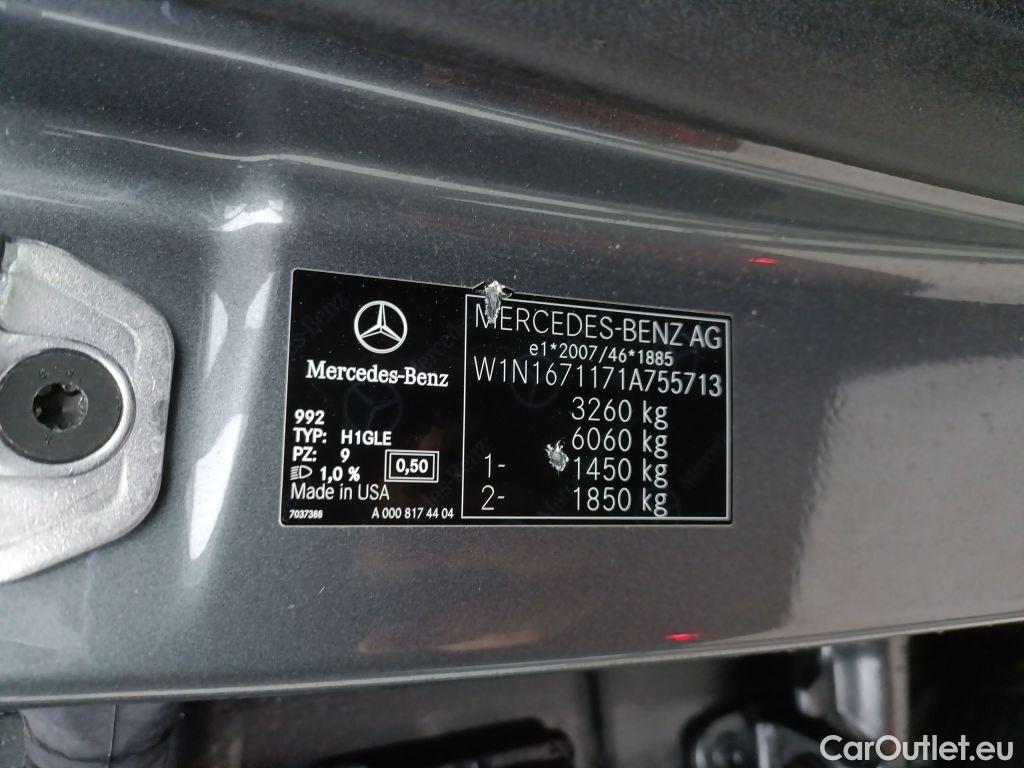 Mercedes-Benz
992
TYP: H1GLE
PZ: 9
1,0 %
0,50
Made in USA
7037388
A 000 817 44 04
MERCEDES-BENZ AG
e1*2007/46*1885
W1N1671171A755713
3260 kg
6060 kg
1- 1450 kg
2- 1850 kg
CarOutlet.eu